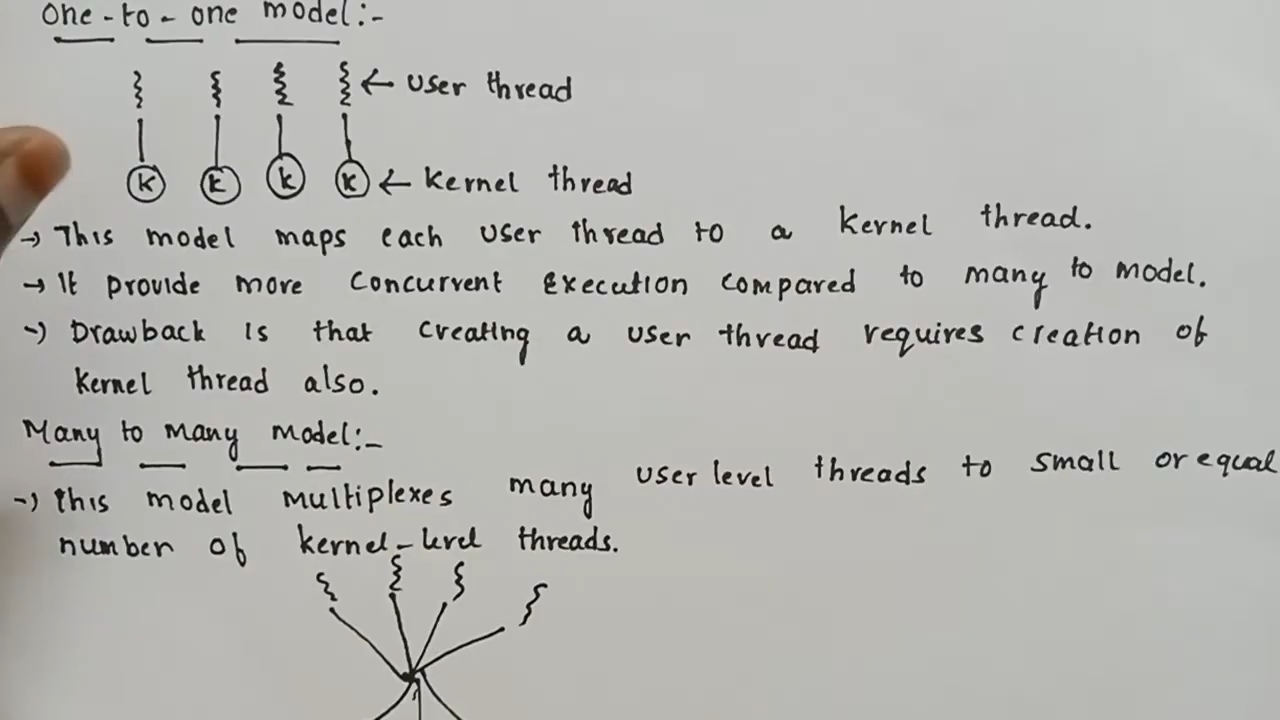 One-to-one model:-
← user thread
K K K K ← kernel thread
→ This model maps each user thread to a kernel thread.
→ It provide more concurrent execution compared to many to model.
→ Drawback is that creating a user thread requires creation of
kernel thread also.
Many to many model:-
→ this model multiplexes many user level threads to small or equal
number of kernel-level threads.